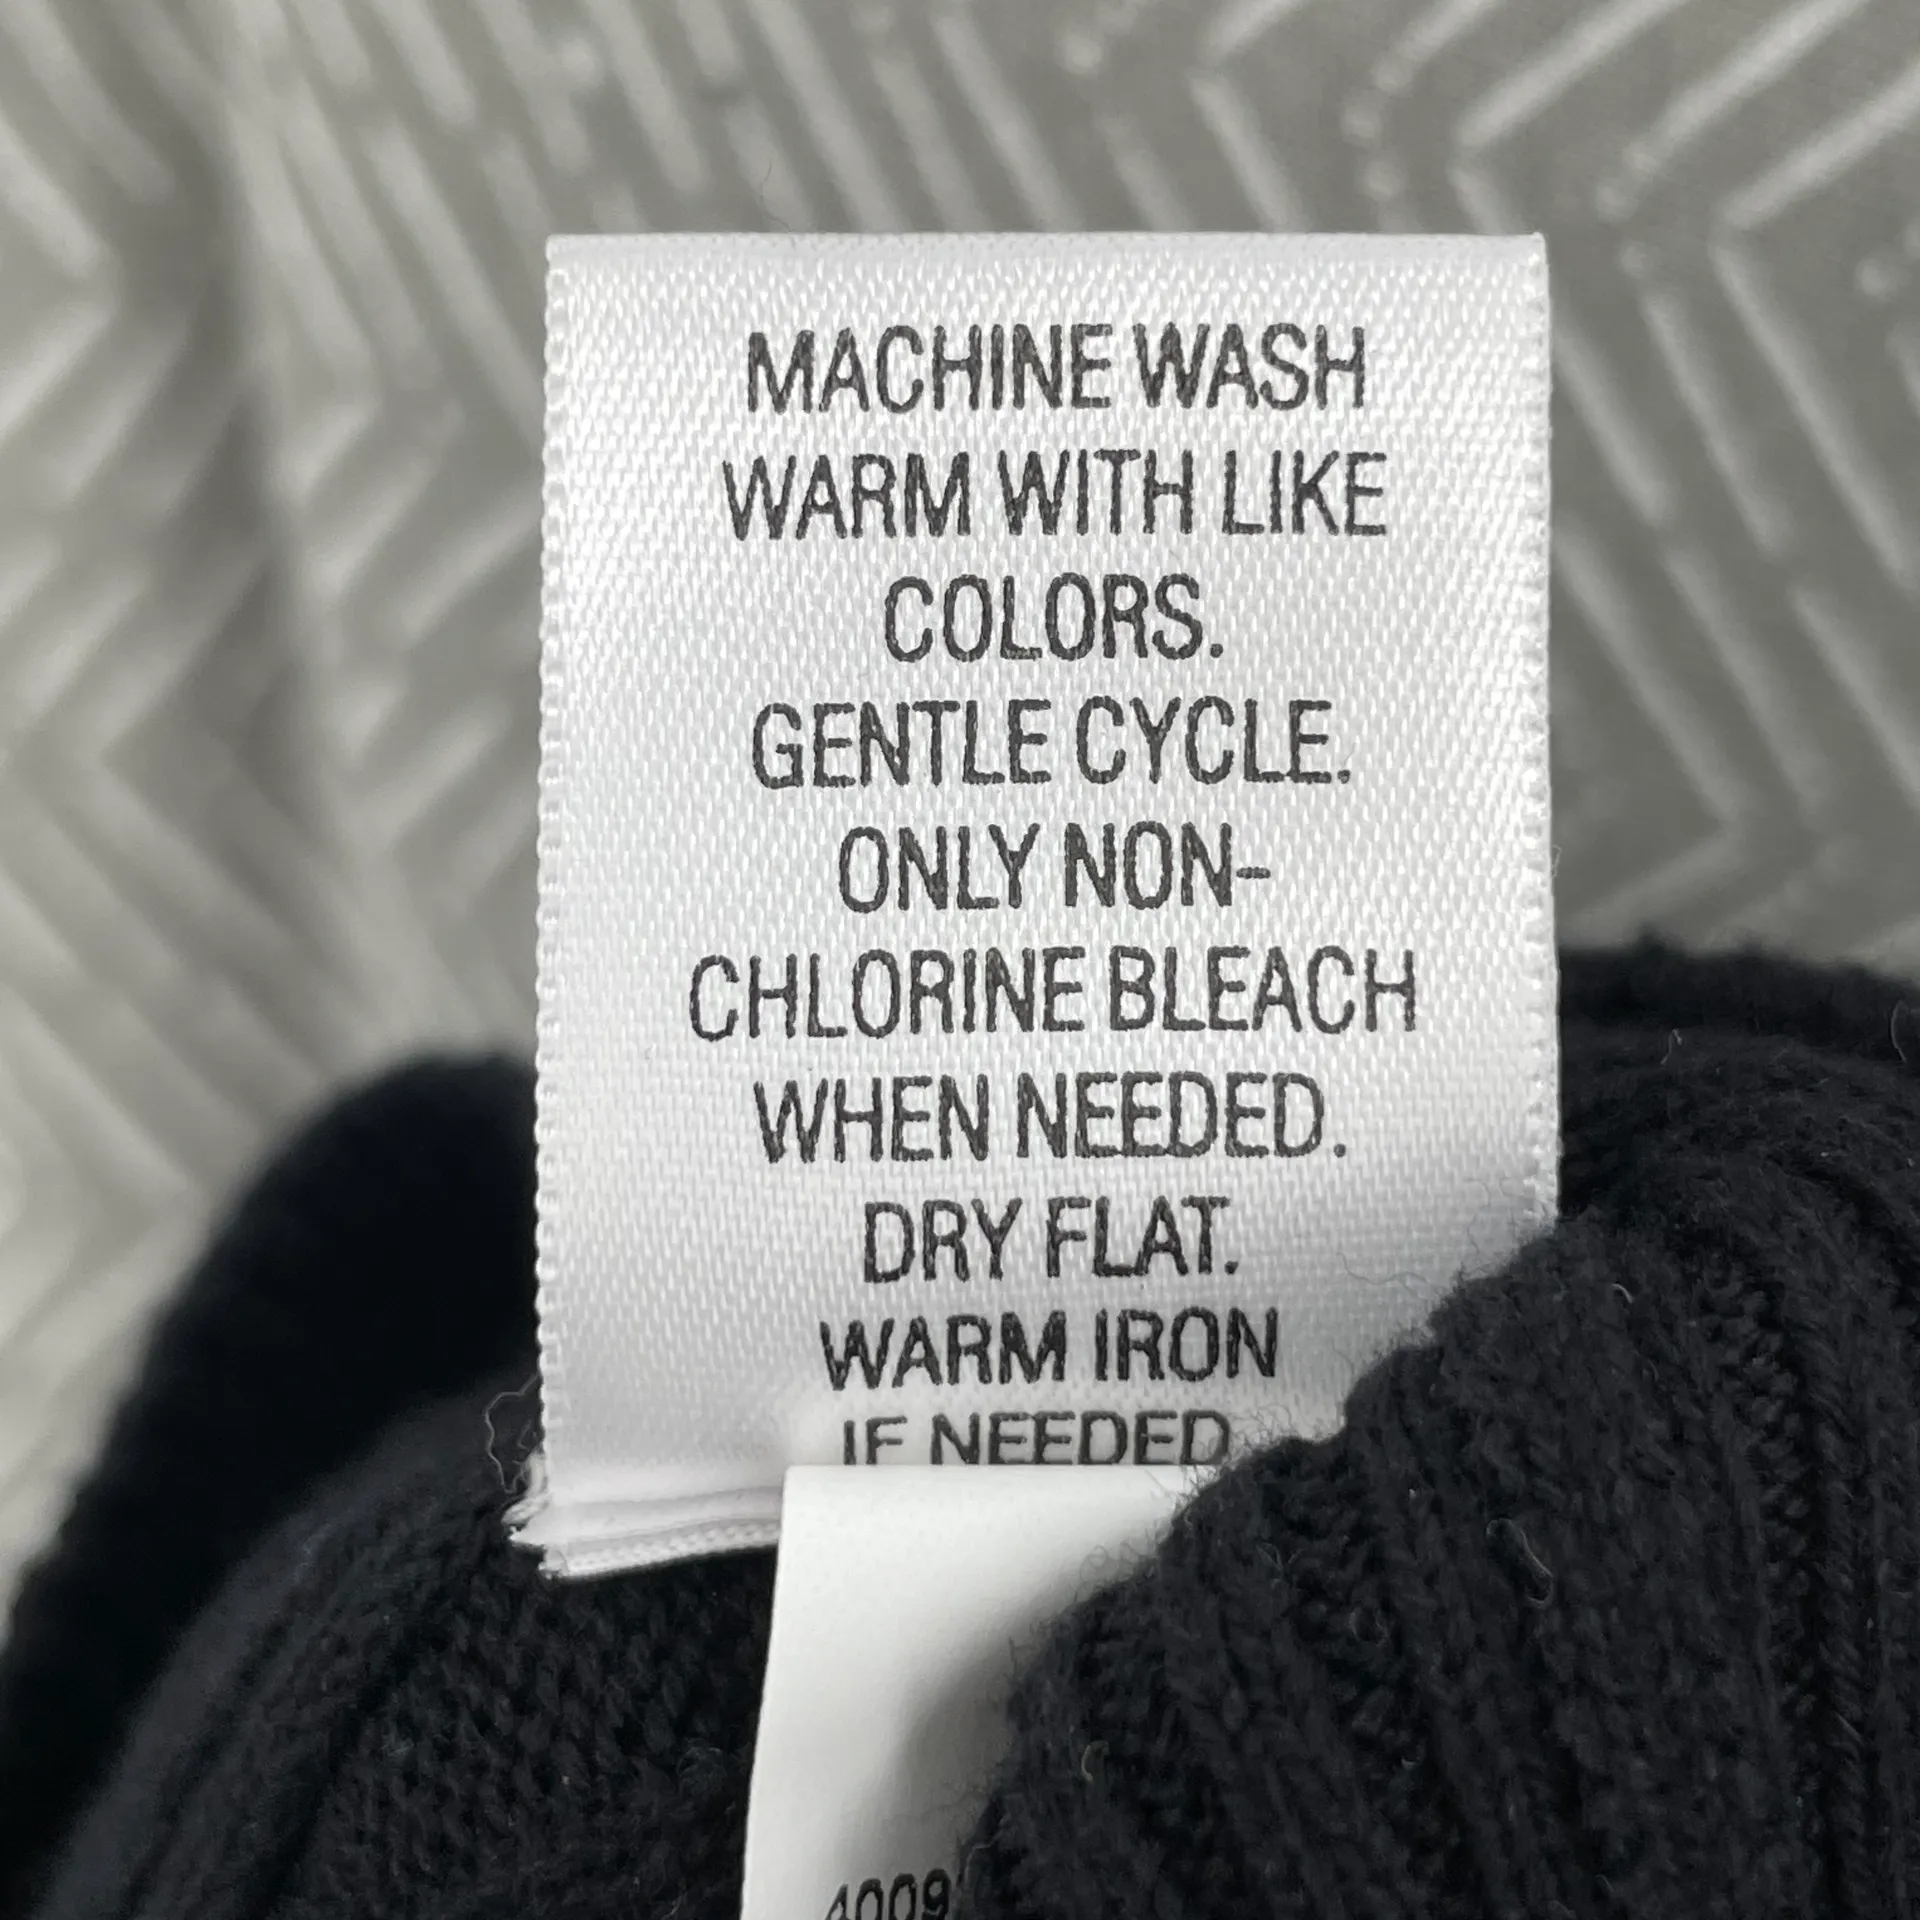 MACHINE WASH
WARM WITH LIKE
COLORS.
GENTLE CYCLE.
ONLY NON-
CHLORINE BLEACH
WHEN NEEDED.
DRY FLAT.
WARM IRON
IF NEEDED
4009